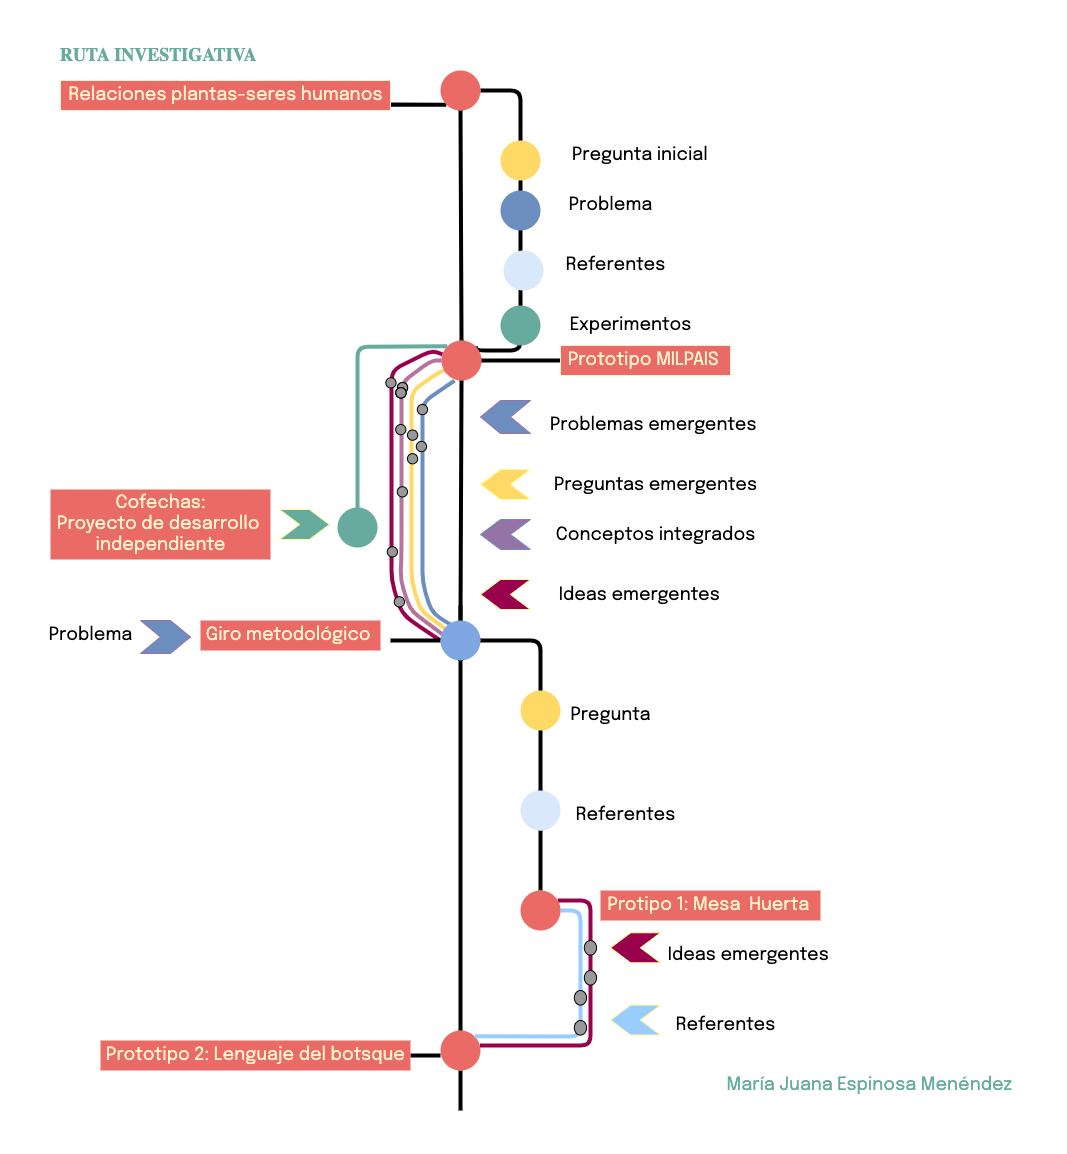 RUTA INVESTIGATIVA
Relaciones plantas-seres humanos
Pregunta inicial
Problema
Referentes
Experimentos
Prototipo MILPAIS
Problemas emergentes
Preguntas emergentes
Cofechas:
Proyecto de desarrollo
independiente
Conceptos integrados
Ideas emergentes
Problema
Giro metodológico
Pregunta
Referentes
Protipo 1: Mesa Huerta
Ideas emergentes
Referentes
Prototipo 2: Lenguaje del botsque
María Juana Espinosa Menéndez